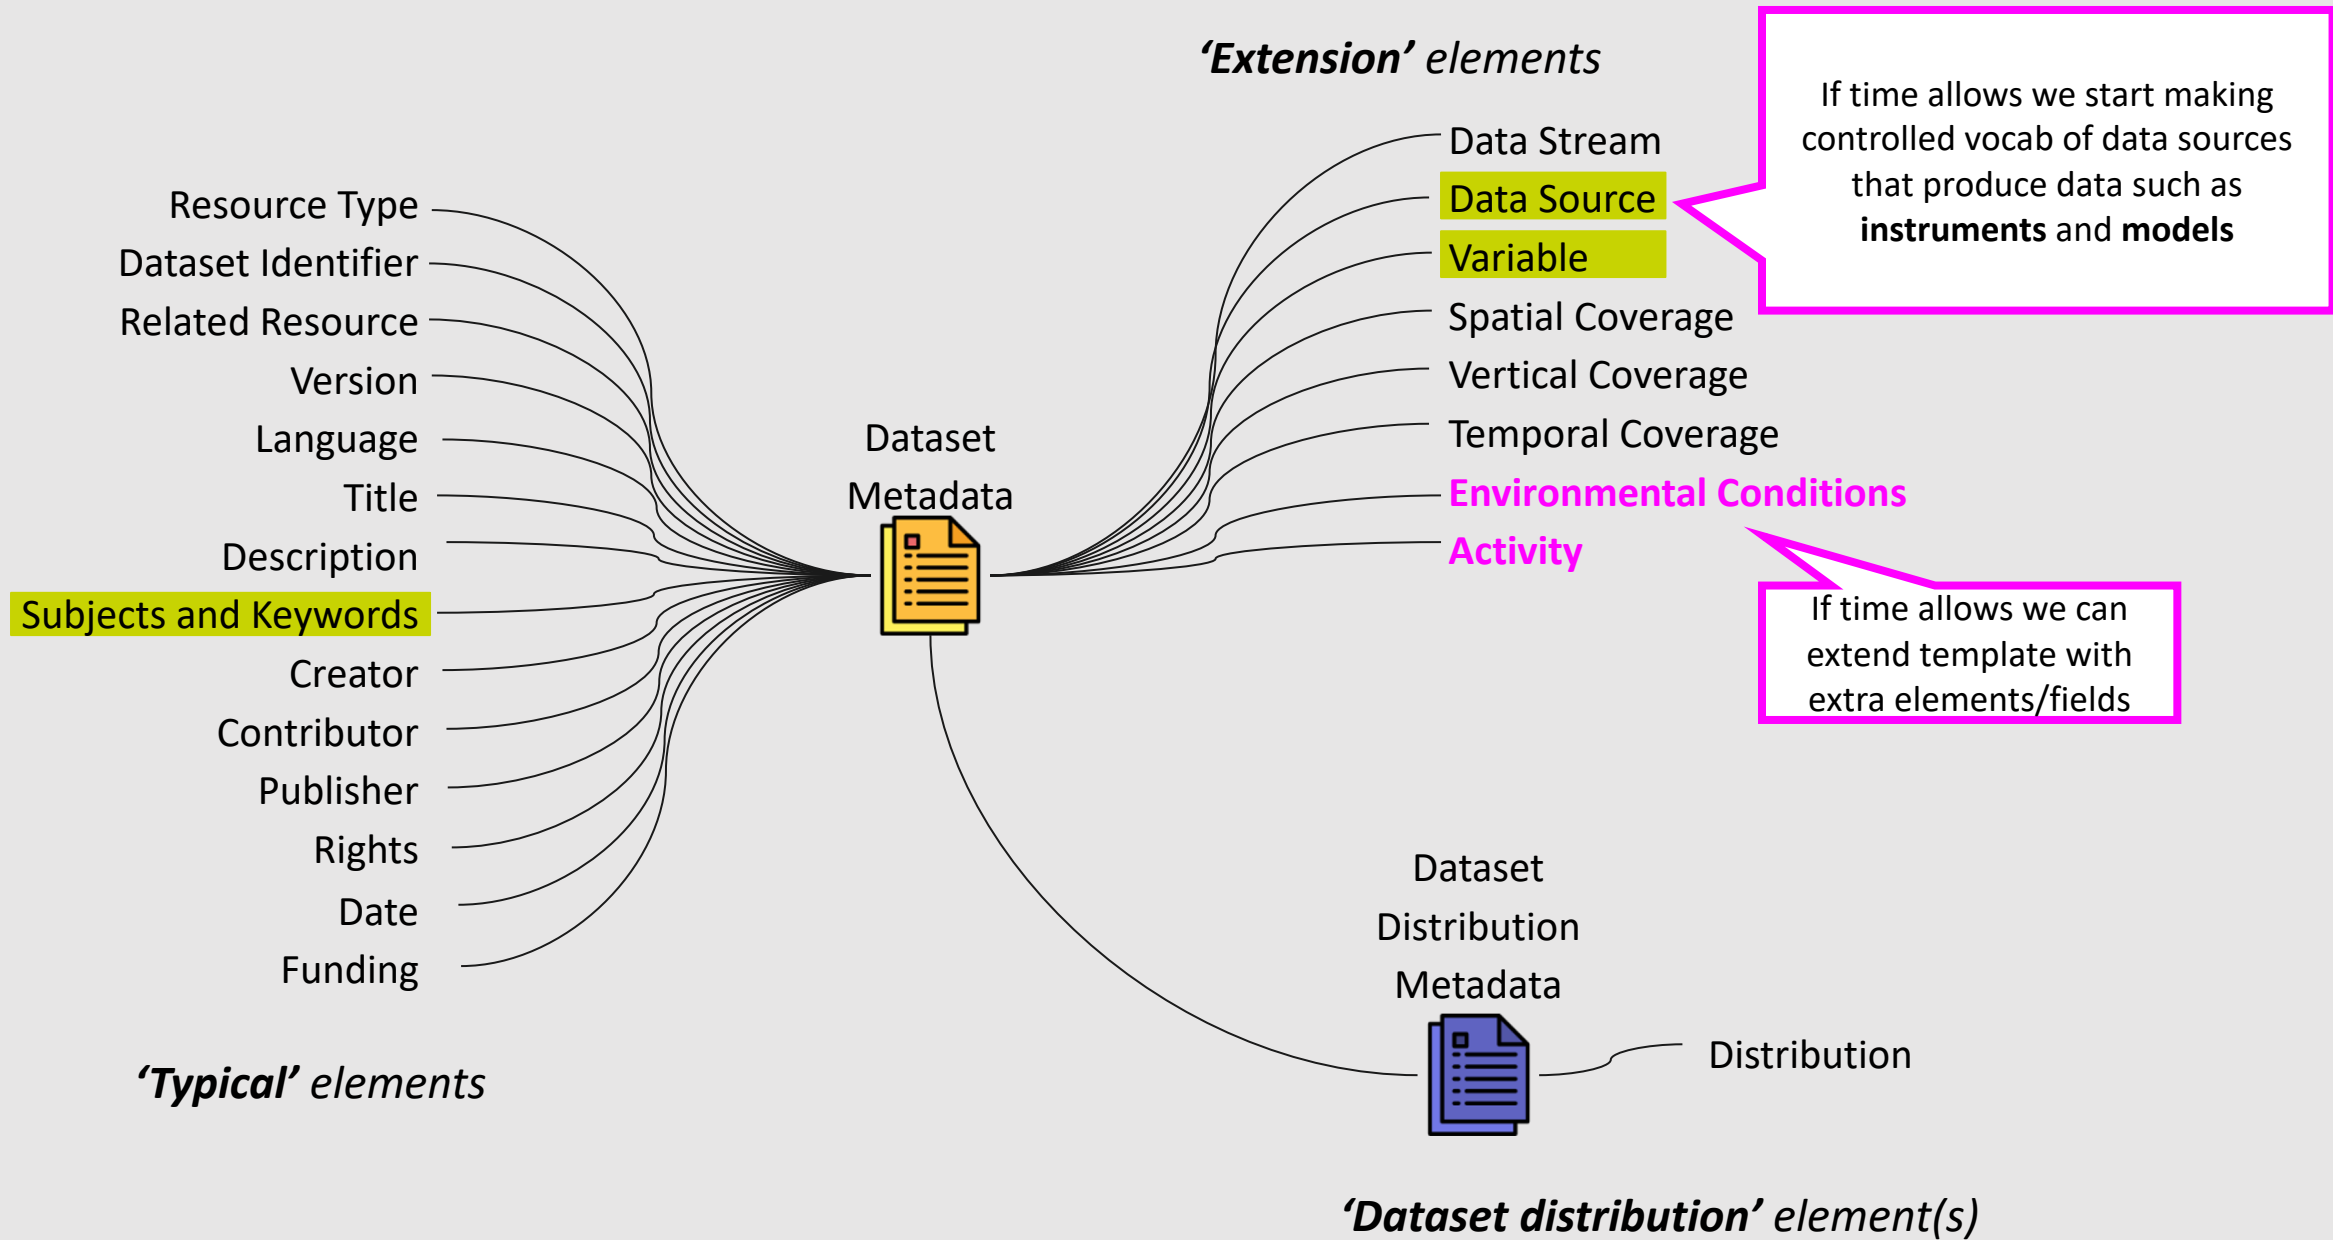 ‘Extension’ elements
If time allows we start making
controlled vocab of data sources
that produce data such as
instruments and models
Data Stream
Data Source
Variable
Spatial Coverage
Vertical Coverage
Temporal Coverage
Environmental Conditions
Activity
If time allows we can
extend template with
extra elements/fields
Resource Type
Dataset Identifier
Related Resource
Version
Language
Title
Description
Subjects and Keywords
Creator
Contributor
Publisher
Rights
Date
Funding
‘Typical’ elements
Dataset
Metadata
Dataset
Distribution
Metadata
Distribution
‘Dataset distribution’ element(s)